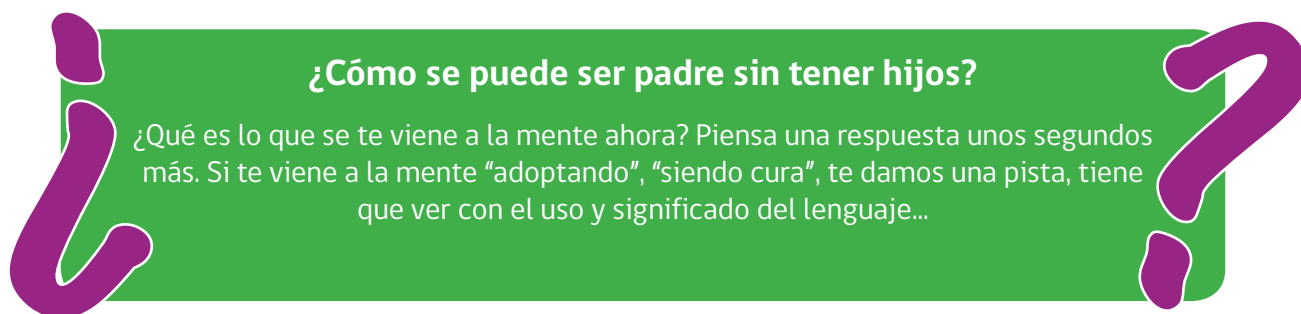 ¿Cómo se puede ser padre sin tener hijos?
¿Qué es lo que se te viene a la mente ahora? Piensa una respuesta unos segundos
más. Si te viene a la mente “adoptando”, “siendo cura”, te damos una pista, tiene
que ver con el uso y significado del lenguaje...